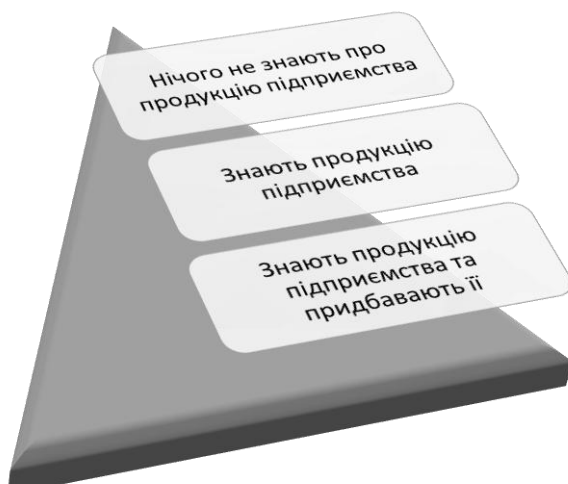 Нічого не знають про
продукцію підприємства
Знають продукцію
підприємства
Знають продукцію
підприємства та
придбавають її